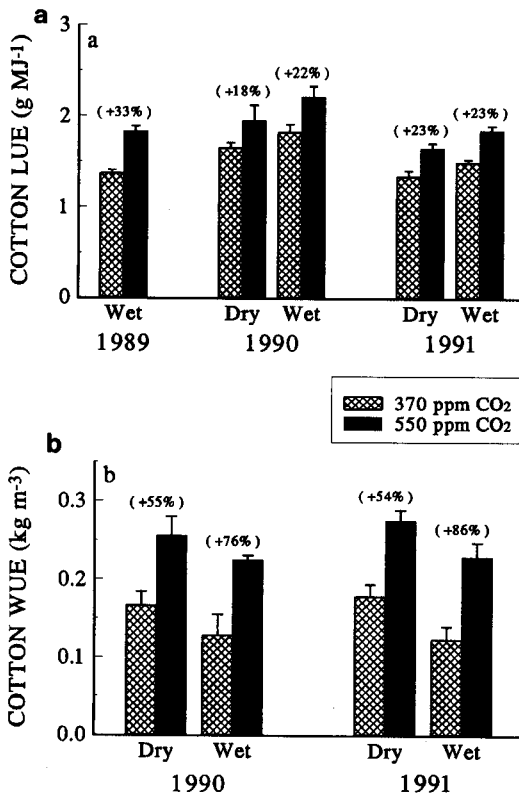 a
a
COTTON LUE (g MJ-1)
3
2
1
0
(+33%)
(+18%)
(+22%)
(+23%)
(+23%)
Wet
Dry
Wet
Dry
Wet
1989
1990
1991
370 ppm CO2
550 ppm CO2
b
b
COTTON WUE (kg m-3)
0.3
0.2
0.1
0.0
(+55%)
(+76%)
(+54%)
(+86%)
Dry
Wet
Dry
Wet
1990
1991